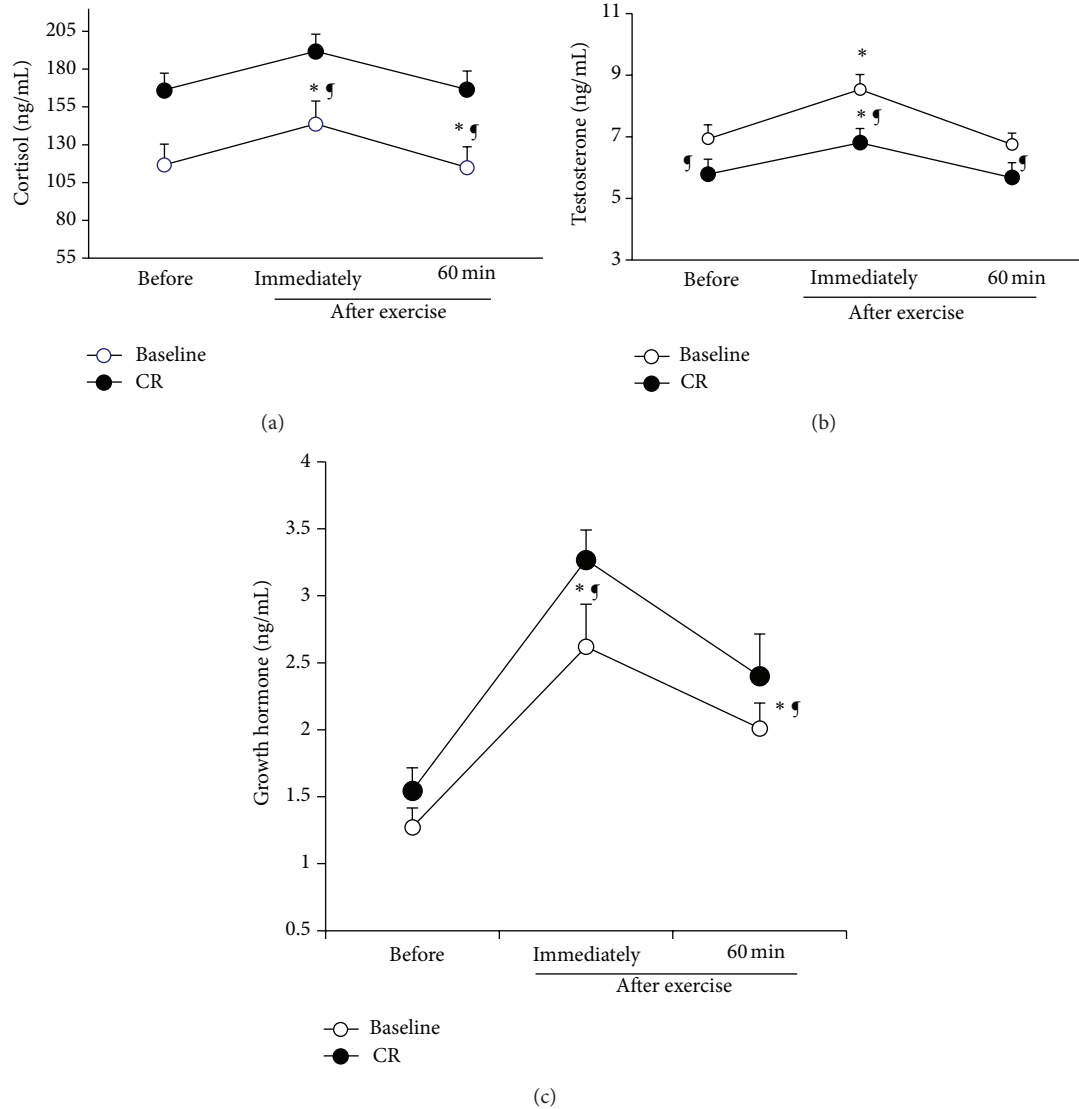 Cortisol (ng/mL)
205
180
155
130
105
80
55
* ¶
* ¶
Before
Immediately
60 min
After exercise
Baseline
CR
(a)
Testosterone (ng/mL)
11
9
7
5
3
*
* ¶
¶
¶
Before
Immediately
60 min
After exercise
Baseline
CR
(b)
Growth hormone (ng/mL)
4
3.5
3
2.5
2
1.5
1
0.5
* ¶
* ¶
Before
Immediately
60 min
After exercise
Baseline
CR
(c)